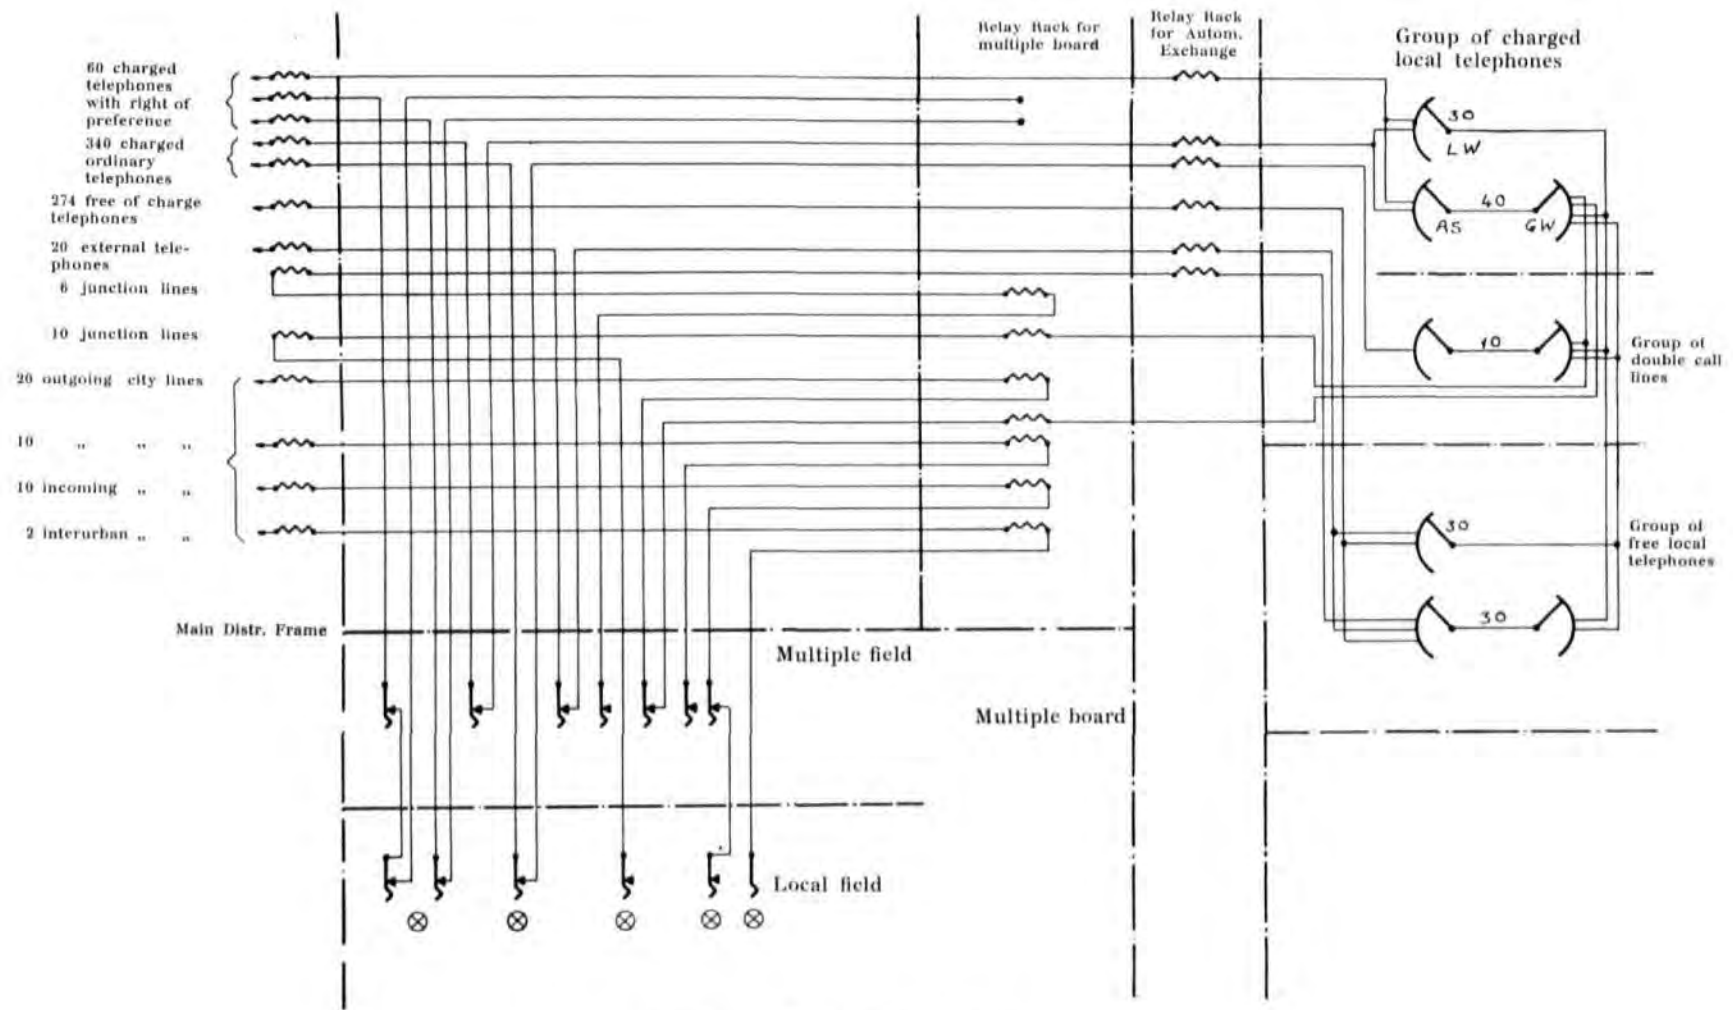 Relay Rack for
multiple board
Relay Rack
for Autom.
Exchange
Group of charged
local telephones
60 charged
telephones
with right of
preference
340 charged
ordinary
telephones
274 free of charge
telephones
20 external tele-
phones
6 junction lines
10 junction lines
20 outgoing city lines
10 " " "
10 incoming " "
2 interurban " "
30
LW
40
AS GW
10
Group of
double call
lines
30
Group of
free local
telephones
30
Main Distr. Frame
Multiple field
Multiple board
Local field